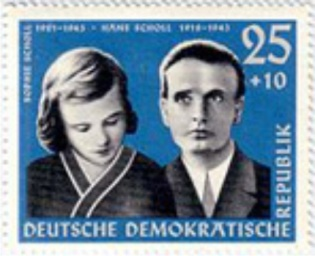 SOPHIE SCHOLL
1921-1943 · HANS SCHOLL 1918-1943
25
+10
DEUTSCHE DEMOKRATISCHE
REPUBLIK